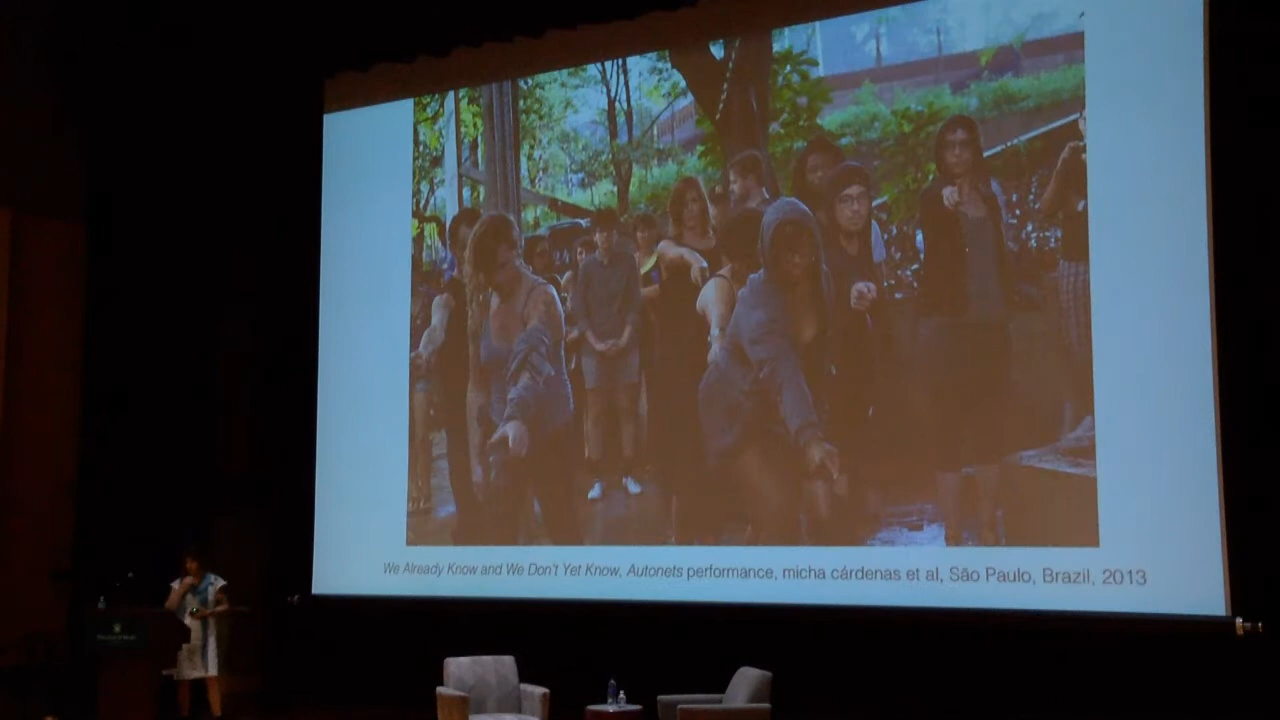 We Already Know and We Don't Yet Know, Autonets performance, micha cárdenas et al, São Paulo, Brazil, 2013